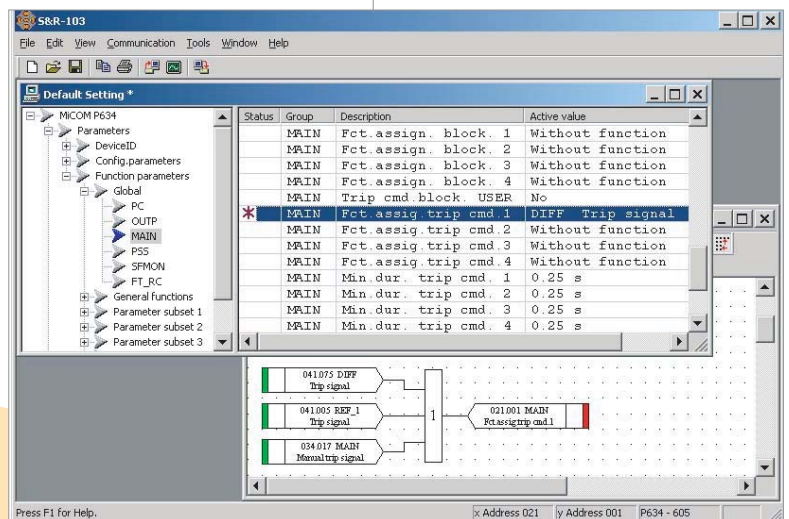 S&R-103
File Edit View Communication Tools Window Help
Default Setting *
MiCOM P634
Parameters
DeviceID
Config.parameters
Function parameters
Global
PC
OUTP
MAIN
PSS
SFMON
FT_RC
General functions
Parameter subset 1
Parameter subset 2
Parameter subset 3
Status Group Description Active value
MAIN Fct.assign. block. 1 Without function
MAIN Fct.assign. block. 2 Without function
MAIN Fct.assign. block. 3 Without function
MAIN Fct.assign. block. 4 Without function
MAIN Trip cmd.block. USER No
MAIN Fct.assig.trip cmd.1 DIFF Trip signal
MAIN Fct.assig.trip cmd.2 Without function
MAIN Fct.assig.trip cmd.3 Without function
MAIN Fct.assig.trip cmd.4 Without function
MAIN Min.dur. trip cmd. 1 0.25 s
MAIN Min.dur. trip cmd. 2 0.25 s
MAIN Min.dur. trip cmd. 3 0.25 s
MAIN Min.dur. trip cmd. 4 0.25 s
041.075 DIFF
Trip signal
041.005 REF_1
Trip signal
034.017 MAIN
Manual trip signal
1
021.001 MAIN
Fct.assig.trip cmd.1
Press F1 for Help.
x Address 021 y Address 001 P634 - 605